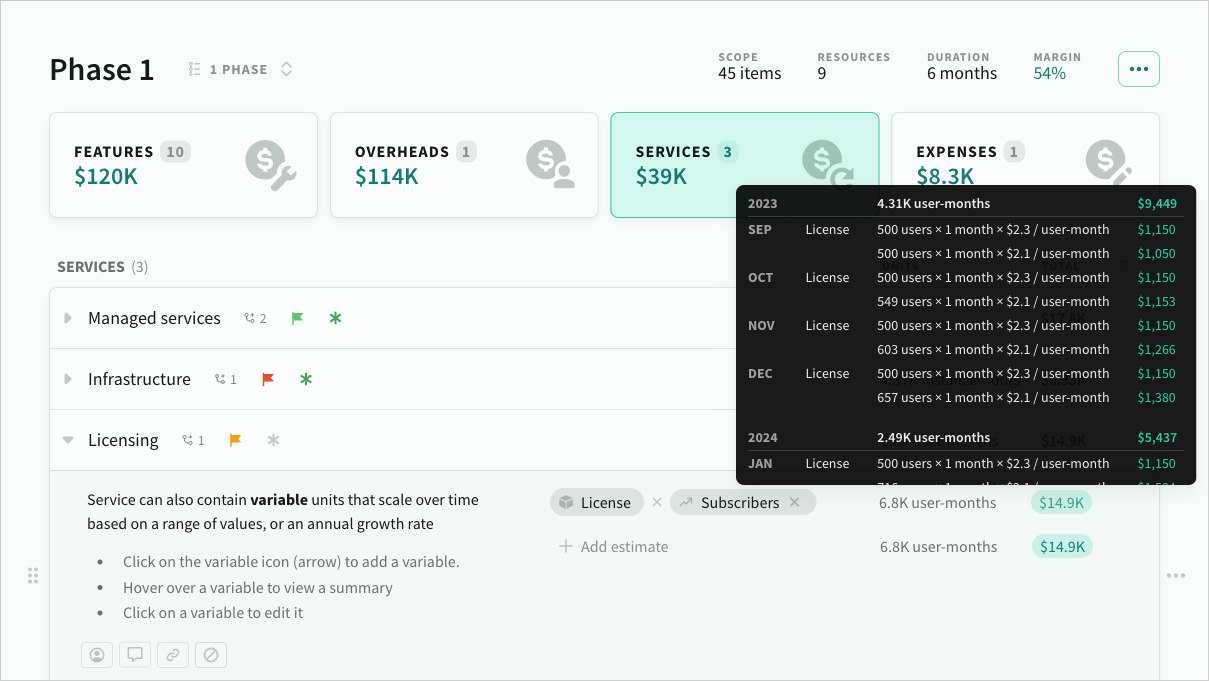 Phase 1
1 PHASE
SCOPE
45 items
RESOURCES
9
DURATION
6 months
MARGIN
54%
FEATURES 10
$120K
OVERHEADS 1
$114K
SERVICES 3
$39K
EXPENSES 1
$8.3K
SERVICES (3)
Managed services 2
Infrastructure 1
Licensing 1
2023 4.31K user-months $9,449
SEP License 500 users × 1 month × $2.3 / user-month $1,150
500 users × 1 month × $2.1 / user-month $1,050
OCT License 500 users × 1 month × $2.3 / user-month $1,150
549 users × 1 month × $2.1 / user-month $1,153
NOV License 500 users × 1 month × $2.3 / user-month $1,150
603 users × 1 month × $2.1 / user-month $1,266
DEC License 500 users × 1 month × $2.3 / user-month $1,150
657 users × 1 month × $2.1 / user-month $1,380
2024 2.49K user-months $5,437
JAN License 500 users × 1 month × $2.3 / user-month $1,150
Service can also contain variable units that scale over time
based on a range of values, or an annual growth rate
• Click on the variable icon (arrow) to add a variable.
• Hover over a variable to view a summary
• Click on a variable to edit it
License × Subscribers × 6.8K user-months $14.9K
+ Add estimate 6.8K user-months $14.9K